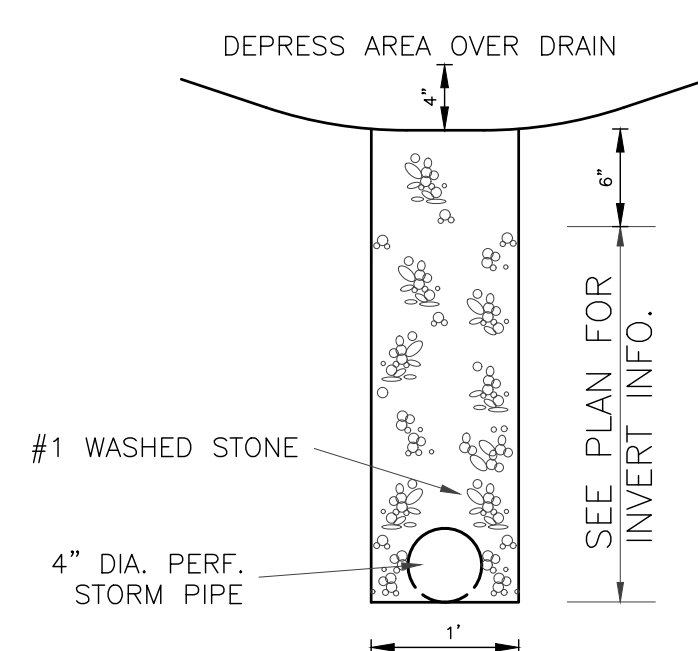 DEPRESS AREA OVER DRAIN
4"
6"
SEE PLAN FOR
INVERT INFO.
#1 WASHED STONE
4" DIA. PERF.
STORM PIPE
1'